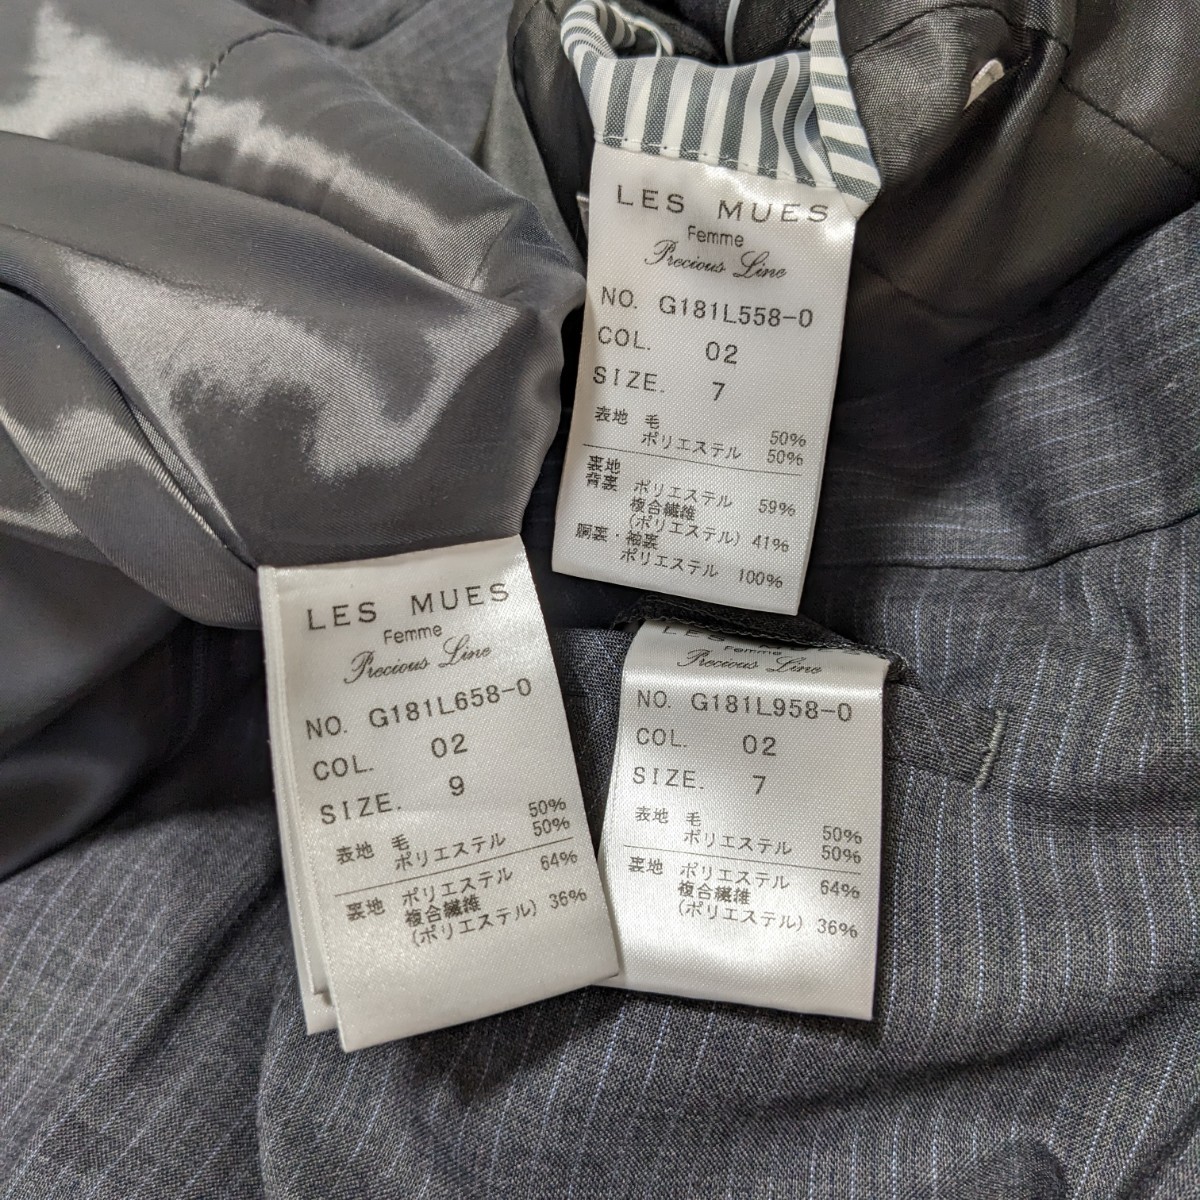 LES MUES
Femme
Precious Line
NO. G181L558-0
COL. 02
SIZE. 7
表地 毛 50%
ポリエステル 50%
裏地
背裏 ポリエステル 59%
複合繊維
(ポリエステル) 41%
胴裏・袖裏
ポリエステル 100%
LES MUES
Femme
Precious Line
NO. G181L658-0
COL. 02
SIZE. 9
表地 毛 50%
ポリエステル 50%
裏地 ポリエステル 64%
複合繊維
(ポリエステル) 36%
LES
Femme
Precious Line
NO. G181L958-0
COL. 02
SIZE. 7
表地 毛 50%
ポリエステル 50%
裏地 ポリエステル 64%
複合繊維
(ポリエステル) 36%